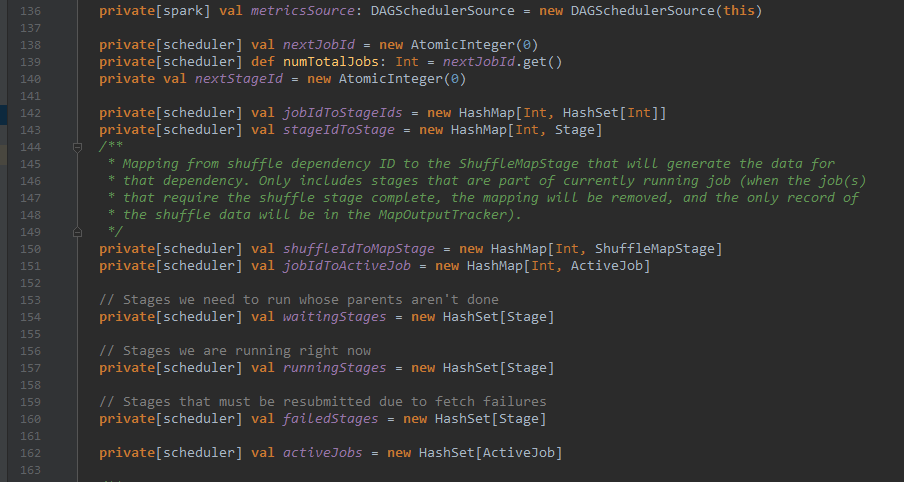 136 private[spark] val metricsSource: DAGSchedulerSource = new DAGSchedulerSource(this)
137
138 private[scheduler] val nextJobId = new AtomicInteger(0)
139 private[scheduler] def numTotalJobs: Int = nextJobId.get()
140 private val nextStageId = new AtomicInteger(0)
141
142 private[scheduler] val jobIdToStageIds = new HashMap[Int, HashSet[Int]]
143 private[scheduler] val stageIdToStage = new HashMap[Int, Stage]
144 /**
145  * Mapping from shuffle dependency ID to the ShuffleMapStage that will generate the data for
146  * that dependency. Only includes stages that are part of currently running job (when the job(s)
147  * that require the shuffle stage complete, the mapping will be removed, and the only record of
148  * the shuffle data will be in the MapOutputTracker).
149  */
150 private[scheduler] val shuffleIdToMapStage = new HashMap[Int, ShuffleMapStage]
151 private[scheduler] val jobIdToActiveJob = new HashMap[Int, ActiveJob]
152
153 // Stages we need to run whose parents aren't done
154 private[scheduler] val waitingStages = new HashSet[Stage]
155
156 // Stages we are running right now
157 private[scheduler] val runningStages = new HashSet[Stage]
158
159 // Stages that must be resubmitted due to fetch failures
160 private[scheduler] val failedStages = new HashSet[Stage]
161
162 private[scheduler] val activeJobs = new HashSet[ActiveJob]
163